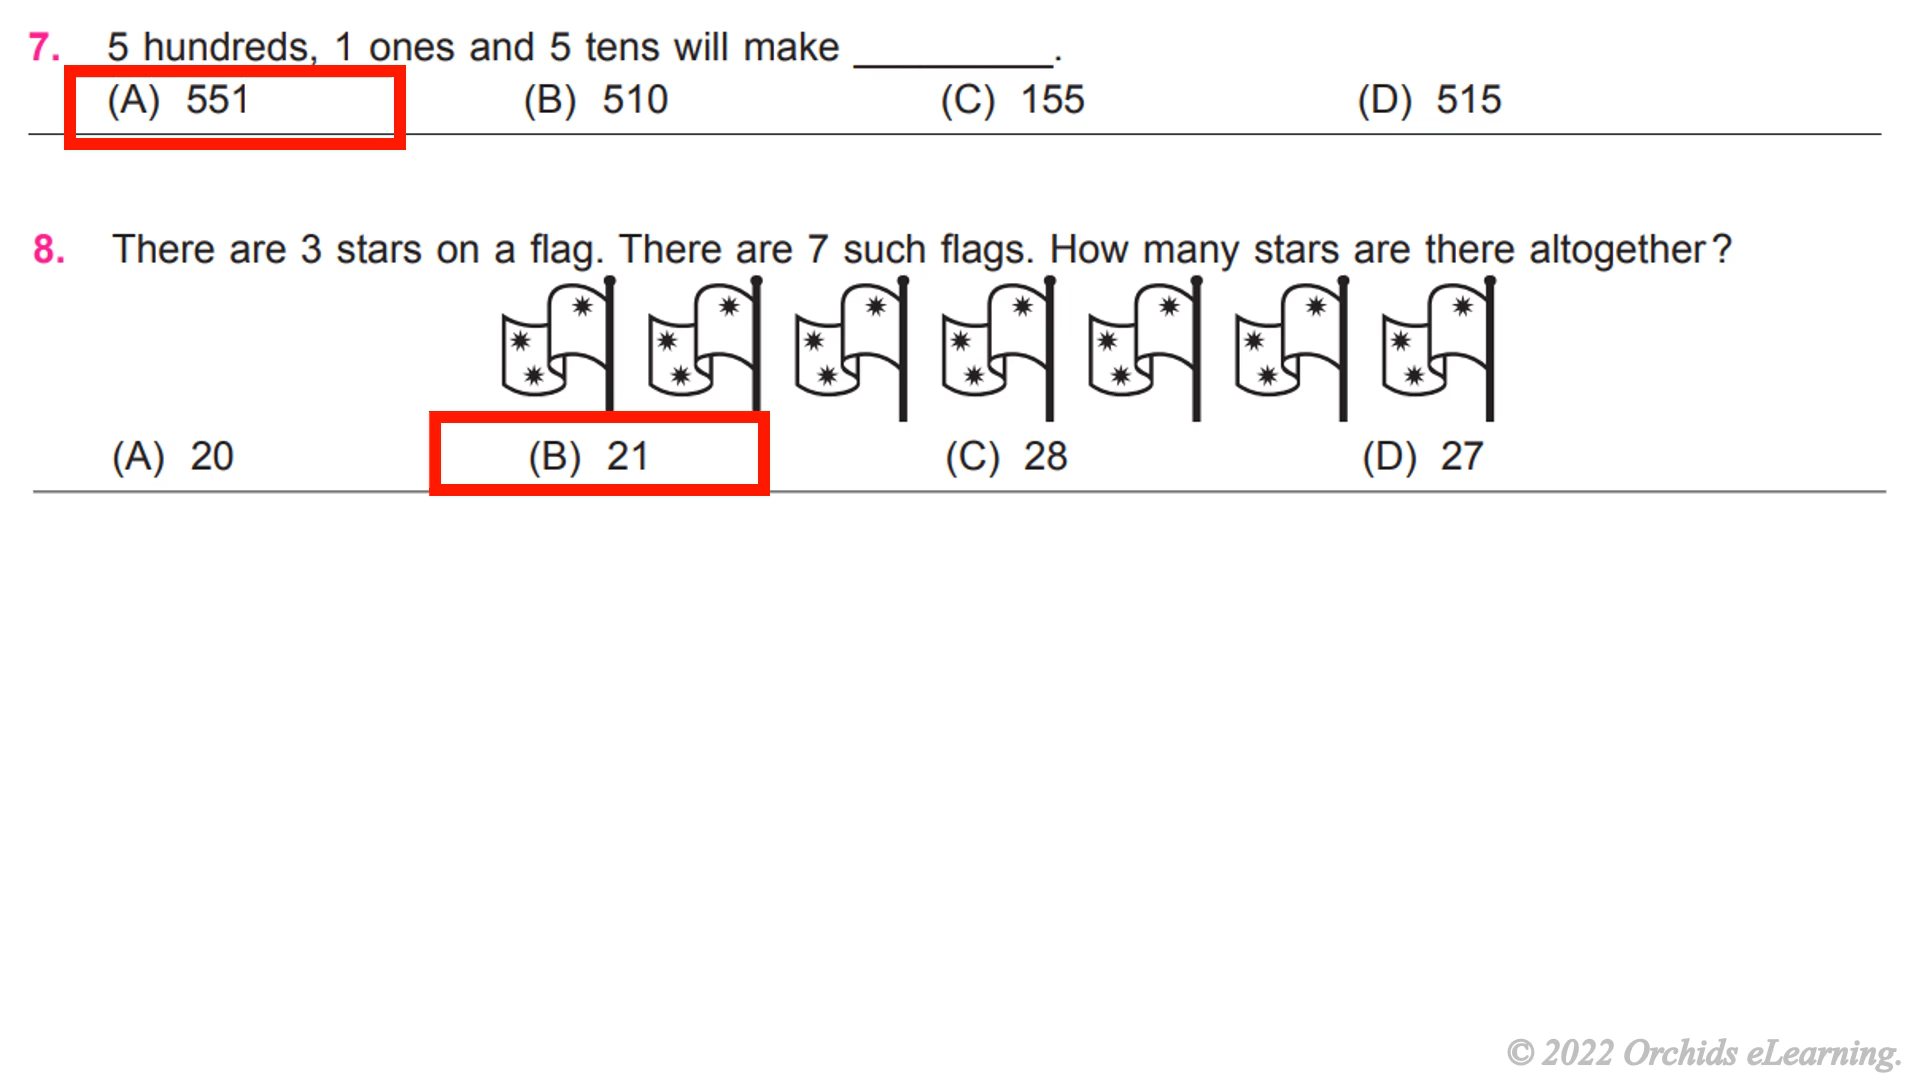 7. 5 hundreds, 1 ones and 5 tens will make _________.
(A) 551 (B) 510 (C) 155 (D) 515
8. There are 3 stars on a flag. There are 7 such flags. How many stars are there altogether?
(A) 20 (B) 21 (C) 28 (D) 27
© 2022 Orchids eLearning.